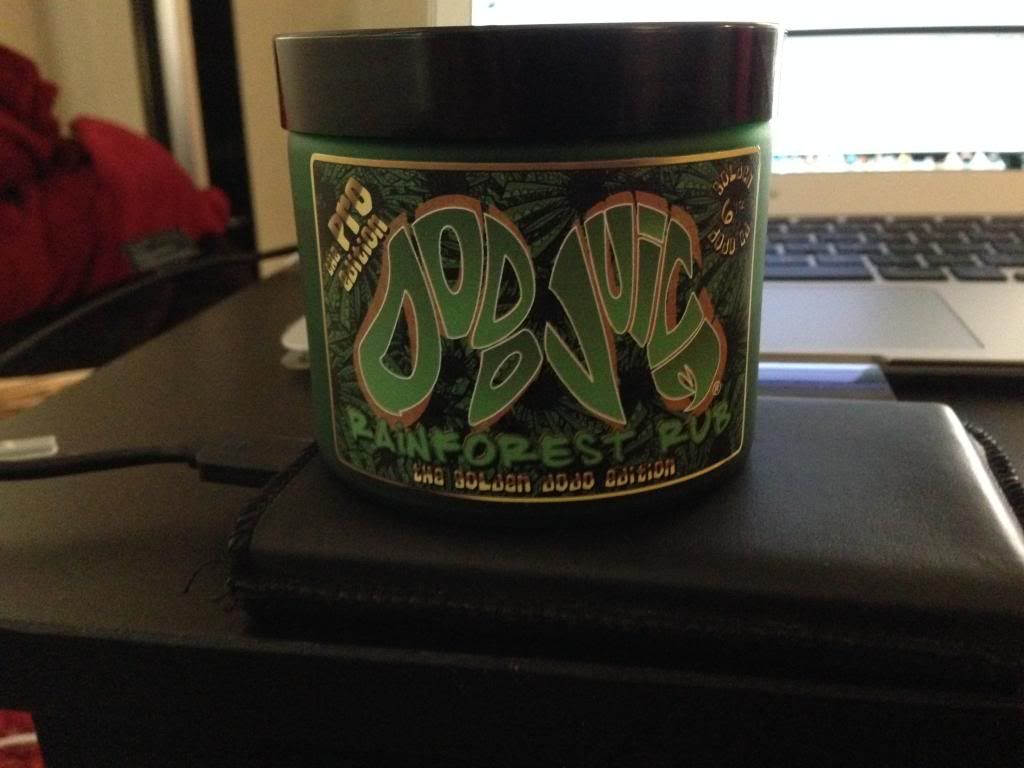 the PRO edition
DODO JUICE®
RAINFOREST RUB
the golden dodo edition